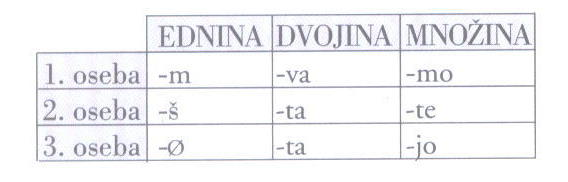 EDNINA DVOJINA MNOŽINA
1. oseba -m -va -mo
2. oseba -š -ta -te
3. oseba -Ø -ta -jo